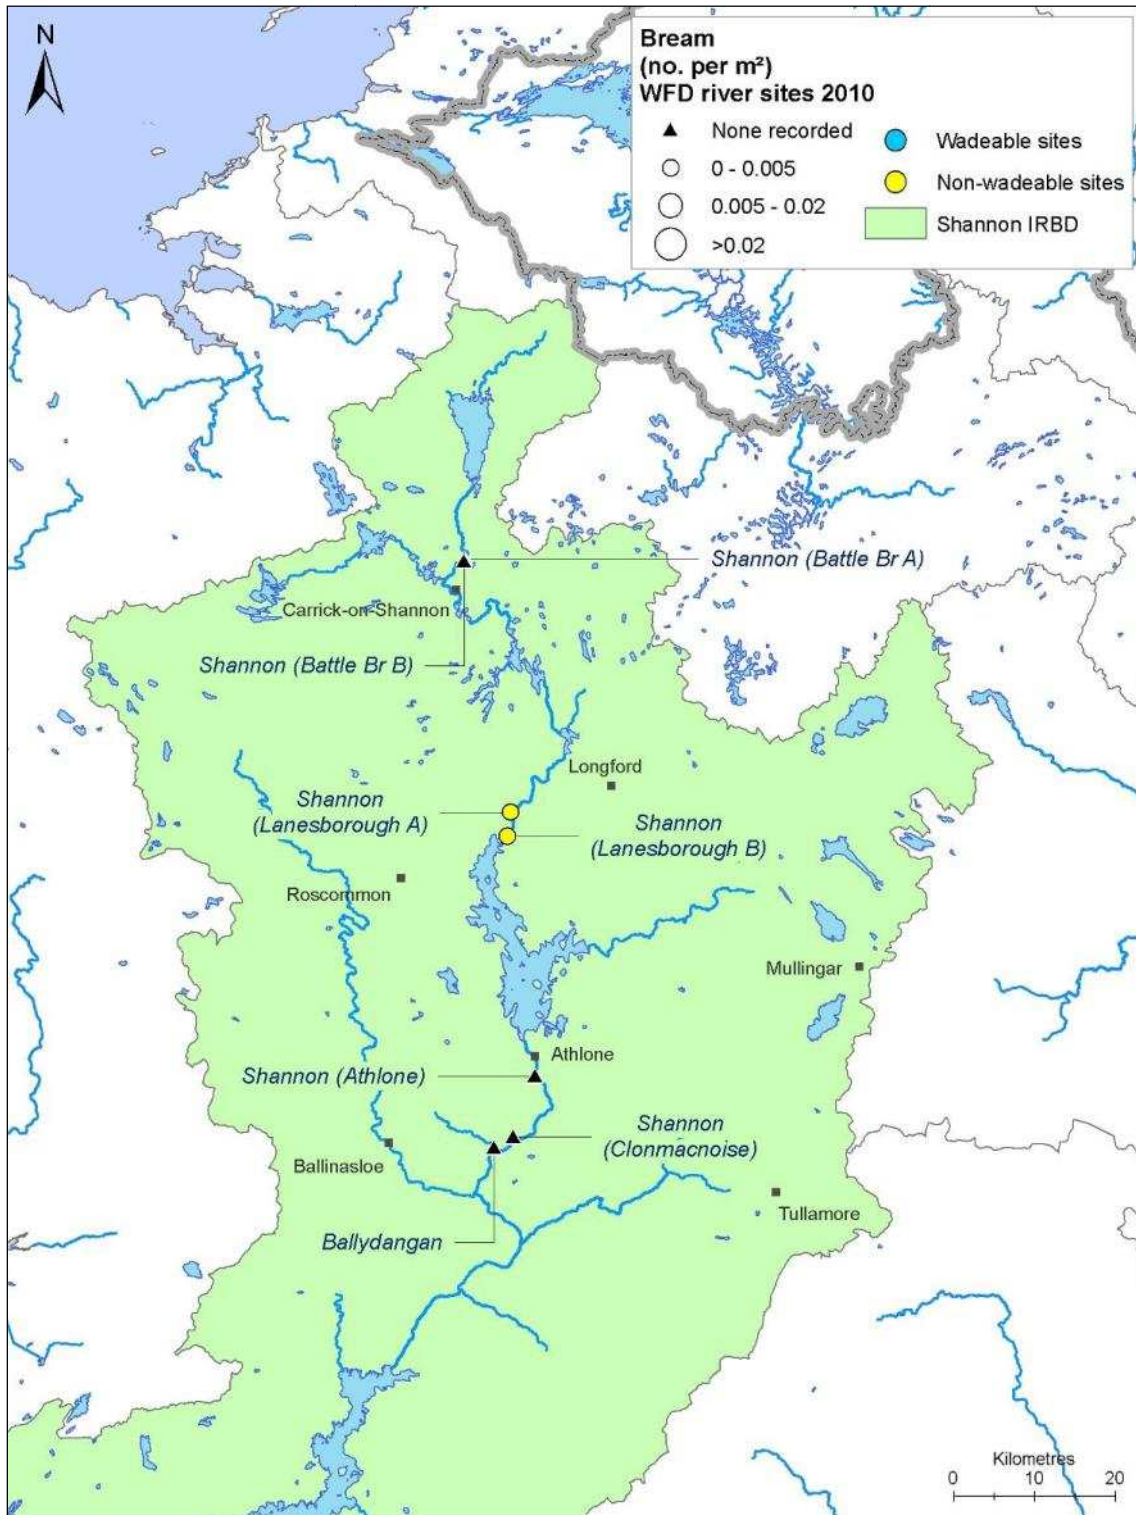 N
Bream
(no. per m²)
WFD river sites 2010
None recorded
0 - 0.005
0.005 - 0.02
>0.02
Wadeable sites
Non-wadeable sites
Shannon IRBD
Shannon (Battle Br A)
Carrick-on-Shannon
Shannon (Battle Br B)
Longford
Shannon
(Lanesborough A)
Shannon
(Lanesborough B)
Roscommon
Mullingar
Athlone
Shannon (Athlone)
Shannon
(Clonmacnoise)
Ballinasloe
Tullamore
Ballydangan
Kilometres
0 10 20